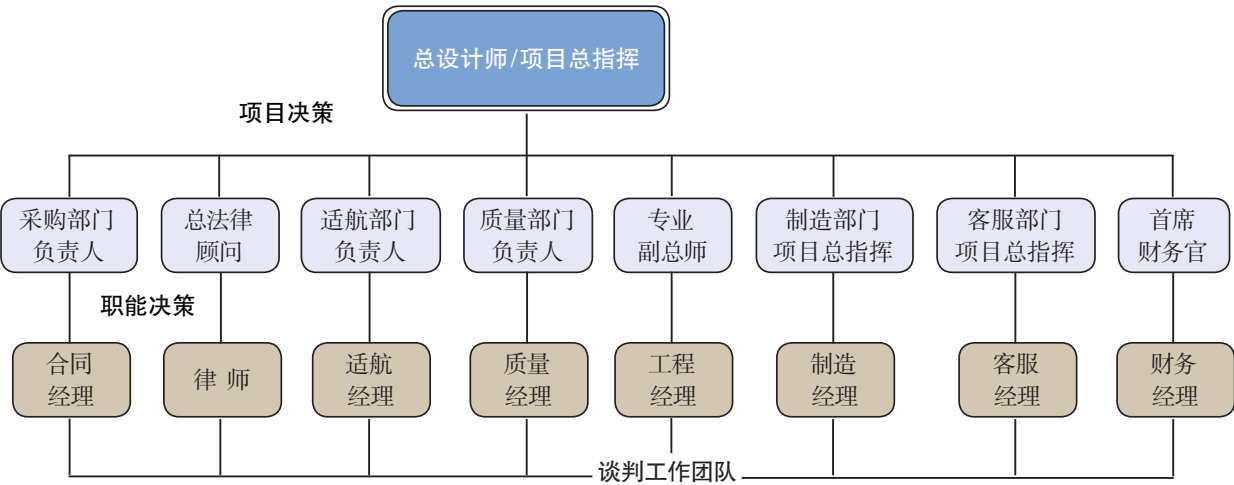 总设计师/项目总指挥
项目决策
采购部门
负责人
总法律
顾问
适航部门
负责人
质量部门
负责人
专业
副总师
制造部门
项目总指挥
客服部门
项目总指挥
首席
财务官
职能决策
合同
经理
律 师
适航
经理
质量
经理
工程
经理
制造
经理
客服
经理
财务
经理
谈判工作团队